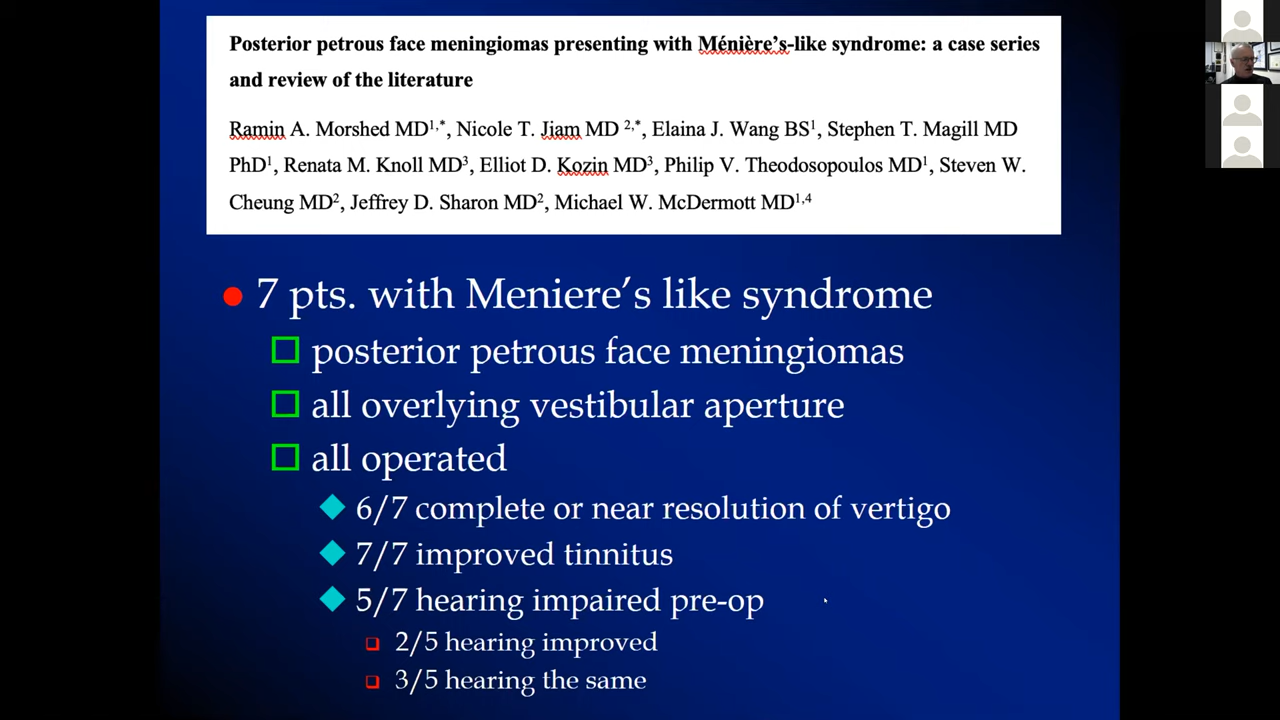 Posterior petrous face meningiomas presenting with Ménière’s-like syndrome: a case series
and review of the literature
Ramin A. Morshed MD1,*, Nicole T. Jiam MD 2,*, Elaina J. Wang BS1, Stephen T. Magill MD
PhD1, Renata M. Knoll MD3, Elliot D. Kozin MD3, Philip V. Theodosopoulos MD1, Steven W.
Cheung MD2, Jeffrey D. Sharon MD2, Michael W. McDermott MD1,4
7 pts. with Meniere’s like syndrome
posterior petrous face meningiomas
all overlying vestibular aperture
all operated
6/7 complete or near resolution of vertigo
7/7 improved tinnitus
5/7 hearing impaired pre-op
2/5 hearing improved
3/5 hearing the same